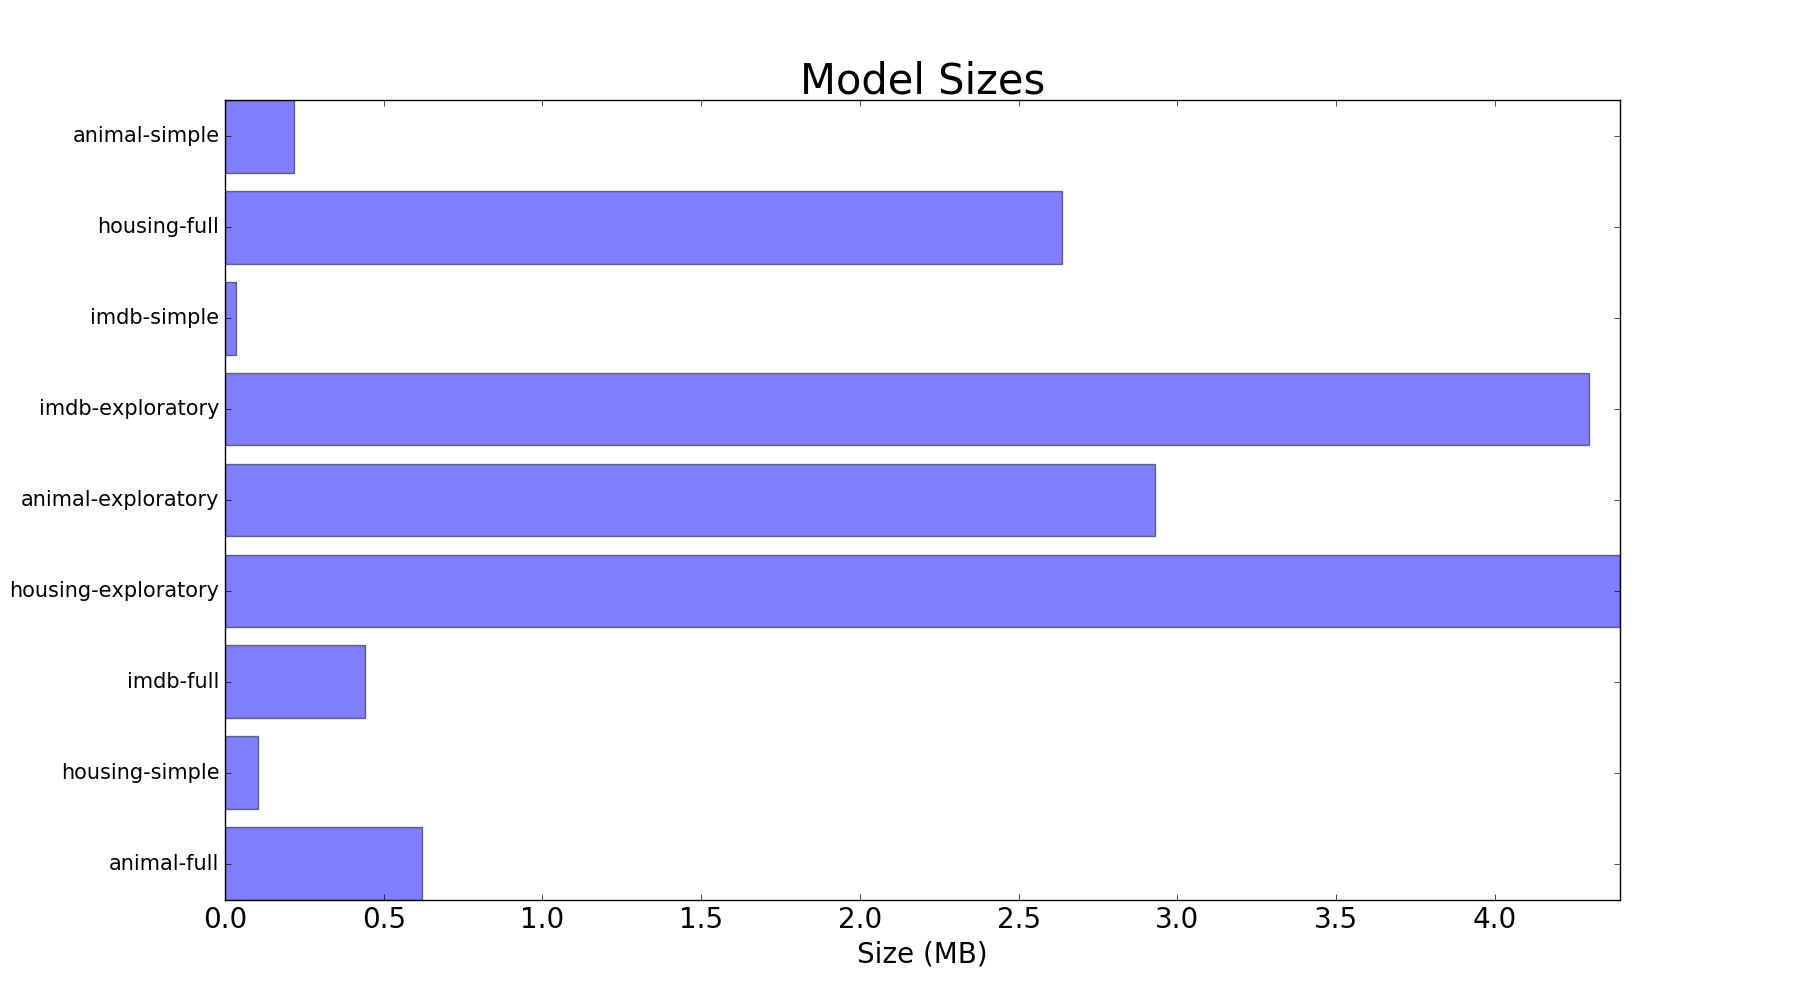 Model Sizes
animal-simple
housing-full
imdb-simple
imdb-exploratory
animal-exploratory
housing-exploratory
imdb-full
housing-simple
animal-full
0.0 0.5 1.0 1.5 2.0 2.5 3.0 3.5 4.0
Size (MB)